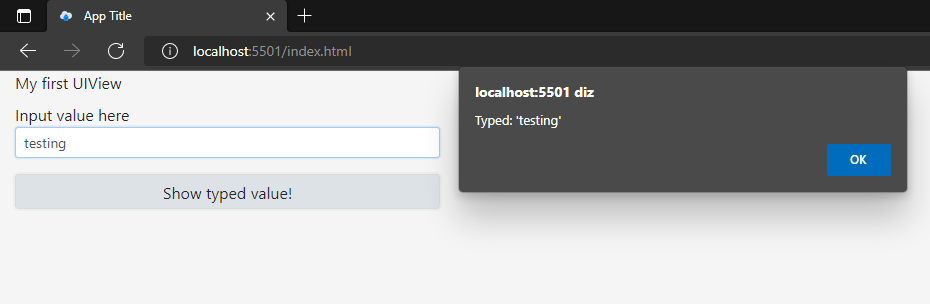 App Title
localhost:5501/index.html
My first UIView
Input value here
testing
Show typed value!
localhost:5501 diz
Typed: 'testing'
OK